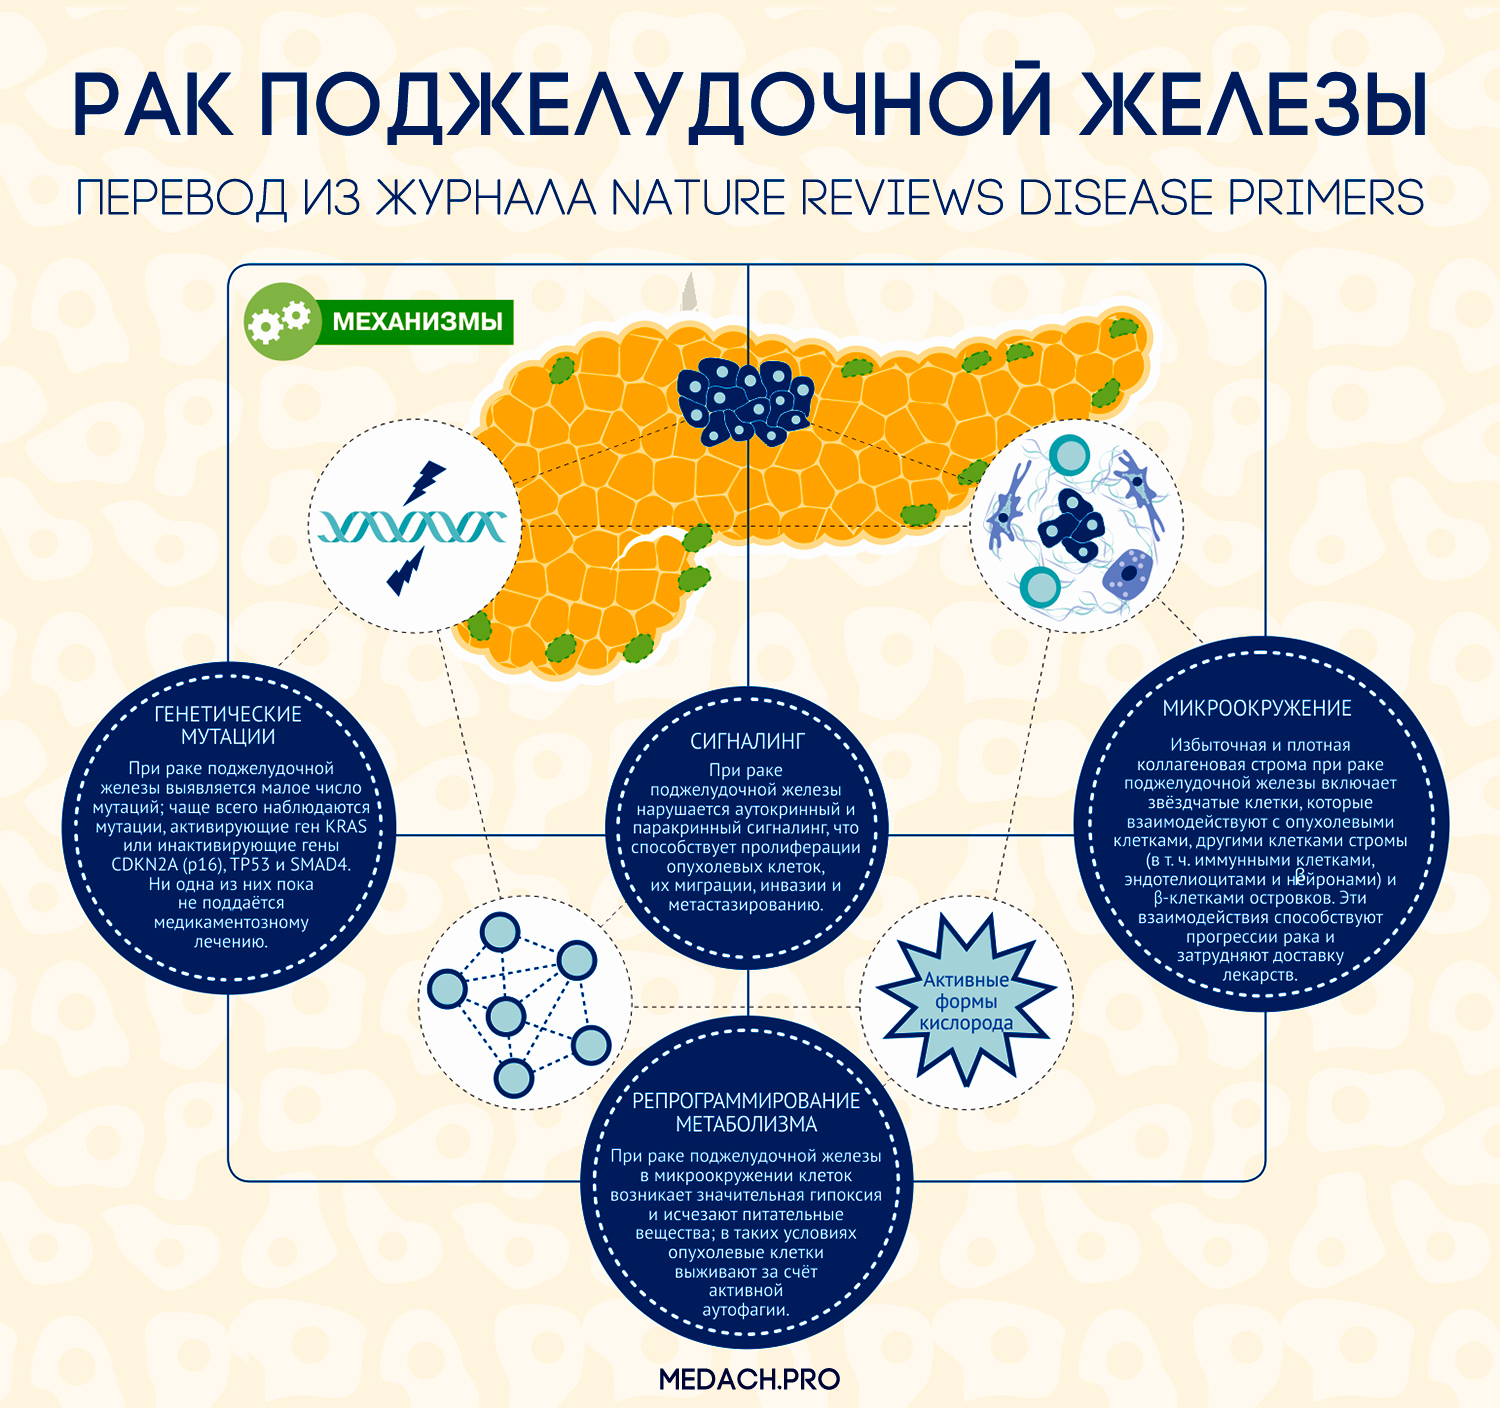 РАК ПОДЖЕЛУДОЧНОЙ ЖЕЛЕЗЫ
ПЕРЕВОД ИЗ ЖУРНАЛА NATURE REVIEWS DISEASE PRIMERS
МЕХАНИЗМЫ
ГЕНЕТИЧЕСКИЕ
МУТАЦИИ
При раке поджелудочной
железы выявляется малое число
мутаций; чаще всего наблюдаются
мутации, активирующие ген KRAS
или инактивирующие гены
CDKN2A (p16), TP53 и SMAD4.
Ни одна из них пока
не поддаётся
медикаментозному
лечению.
СИГНАЛИНГ
При раке
поджелудочной железы
нарушается аутокринный и
паракринный сигналинг, что
способствует пролиферации
опухолевых клеток,
их миграции, инвазии и
метастазированию.
МИКРООКРУЖЕНИЕ
Избыточная и плотная
коллагеновая строма при раке
поджелудочной железы включает
звёздчатые клетки, которые
взаимодействуют с опухолевыми
клетками, другими клетками стромы
(в т. ч. иммунными клетками,
β
эндотелиоцитами и нейронами) и
β-клетками островков. Эти
взаимодействия способствуют
прогрессии рака и
затрудняют доставку
лекарств.
Активные
формы
кислорода
РЕПРОГРАММИРОВАНИЕ
МЕТАБОЛИЗМА
При раке поджелудочной железы
в микроокружении клеток
возникает значительная гипоксия
и исчезают питательные
вещества; в таких условиях
опухолевые клетки
выживают за счёт
активной
аутофагии.
MEDACH.PRO